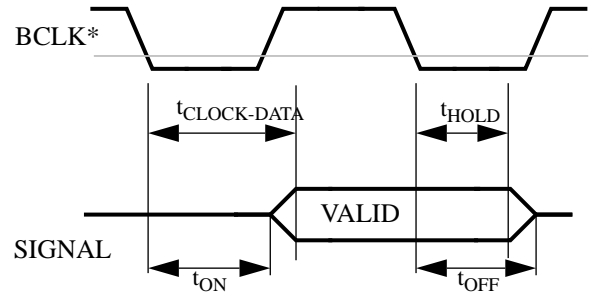 BCLK*
tCLOCK-DATA
tHOLD
VALID
SIGNAL
tON
tOFF